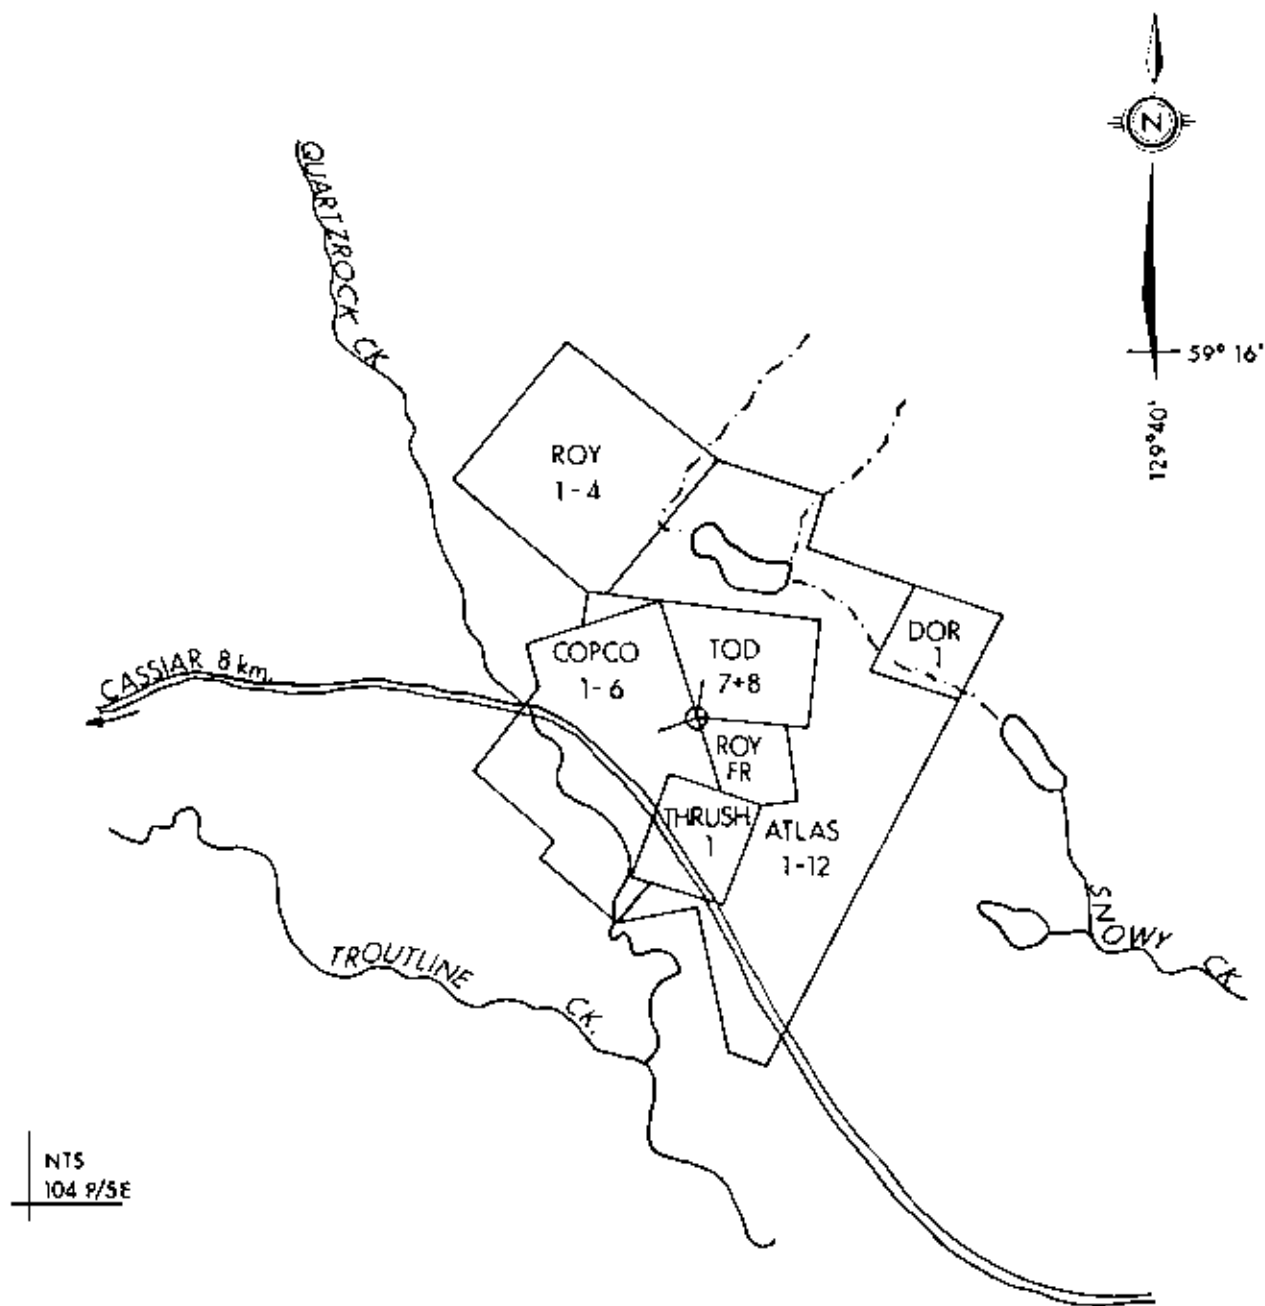 N
QUARTZROCK CK
59° 16'
129°40'
ROY
1-4
DOR
1
COPCO
1-6
TOD
7+8
CASSIAR 8 km.
ROY
FR
THRUSH
1
ATLAS
1-12
SNOWY CK
TROUTLINE CK.
NTS
104 P/SE